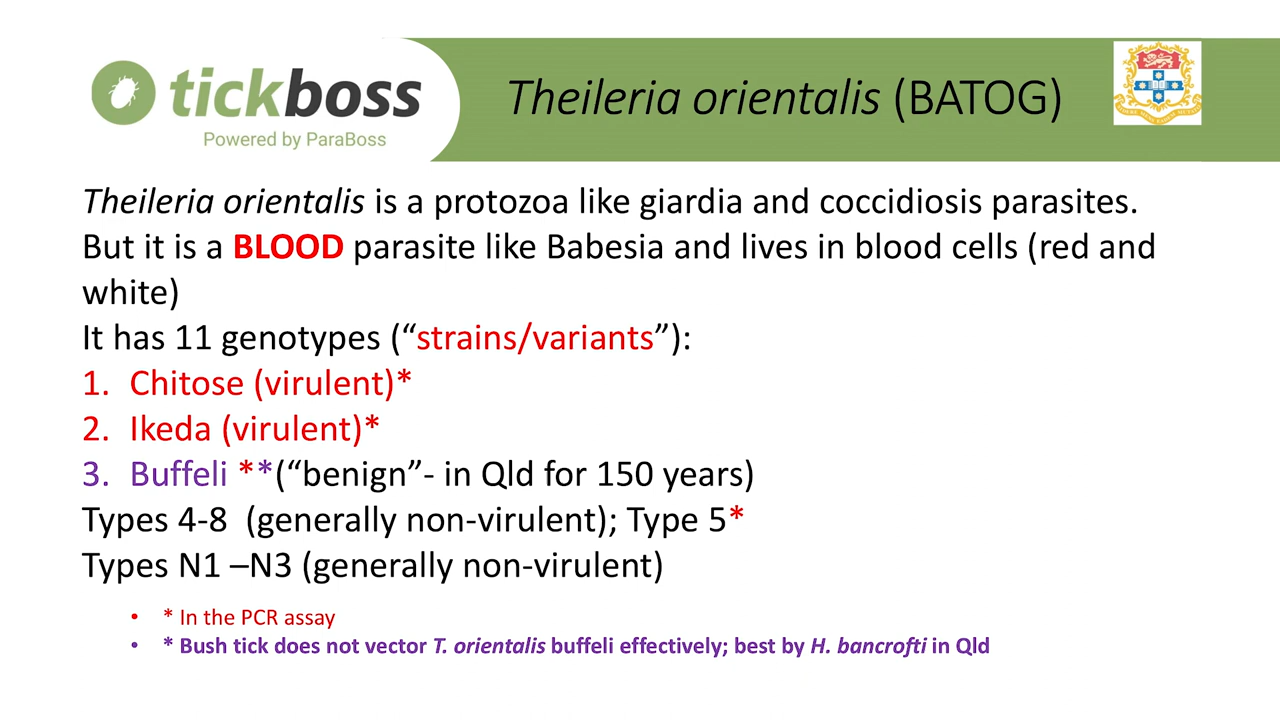 tickboss
Powered by ParaBoss
Theileria orientalis (BATOG)
Theileria orientalis is a protozoa like giardia and coccidiosis parasites.
But it is a BLOOD parasite like Babesia and lives in blood cells (red and
white)
It has 11 genotypes (“strains/variants”):
1. Chitose (virulent)*
2. Ikeda (virulent)*
3. Buffeli **(“benign”- in Qld for 150 years)
Types 4-8 (generally non-virulent); Type 5*
Types N1 –N3 (generally non-virulent)
• * In the PCR assay
• * Bush tick does not vector T. orientalis buffeli effectively; best by H. bancrofti in Qld